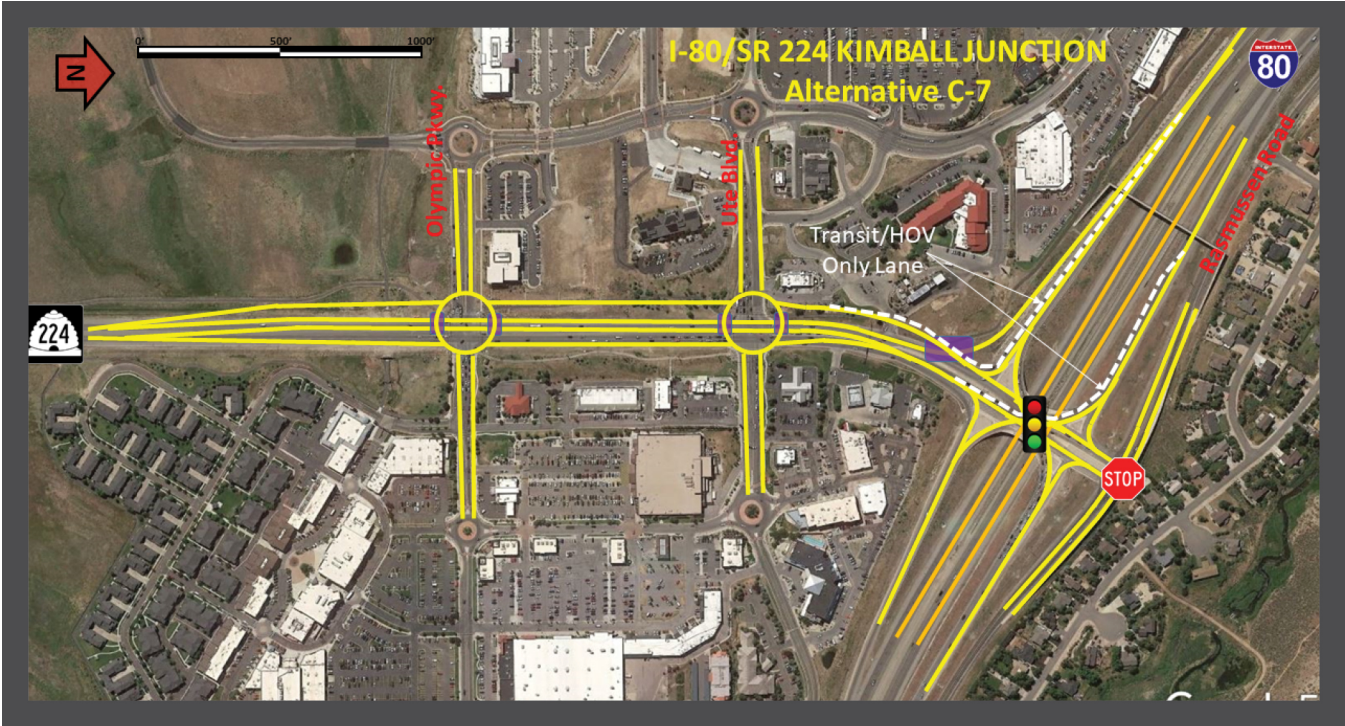 0'
500'
1000'
N
I-80/SR 224 KIMBALL JUNCTION
Alternative C-7
INTERSTATE
80
Olympic Pkwy.
Ute Blvd.
Rasmussen Road
Transit/HOV
Only Lane
224
STOP